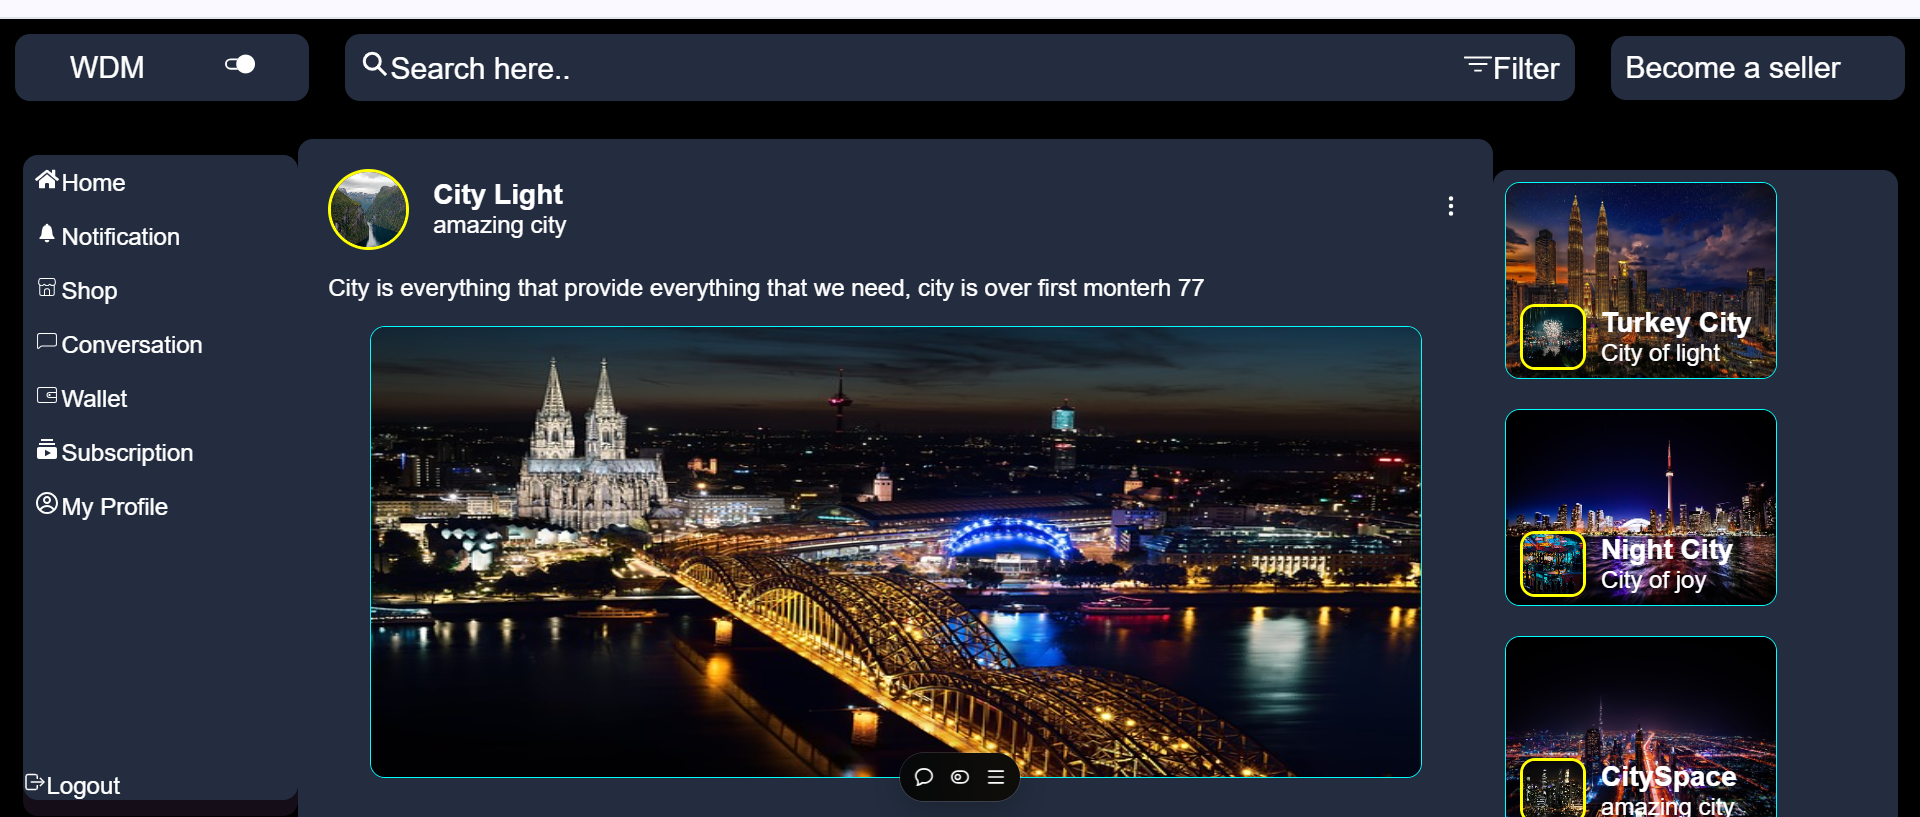 WDM
Search here..
Filter
Become a seller
Home
Notification
Shop
Conversation
Wallet
Subscription
My Profile
Logout
City Light
amazing city
City is everything that provide everything that we need, city is over first monterh 77
Turkey City
City of light
Night City
City of joy
CitySpace
amazing city